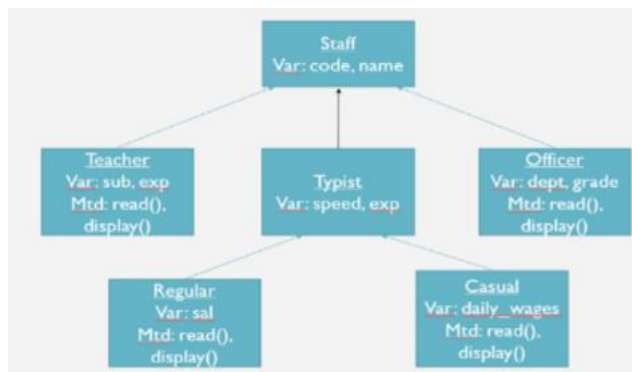 Staff
Var: code, name
Teacher
Var: sub, exp
Mtd: read(),
display()
Typist
Var: speed, exp
Officer
Var: dept, grade
Mtd: read(),
display()
Regular
Var: sal
Mtd: read(),
display()
Casual
Var: daily_wages
Mtd: read(),
display()